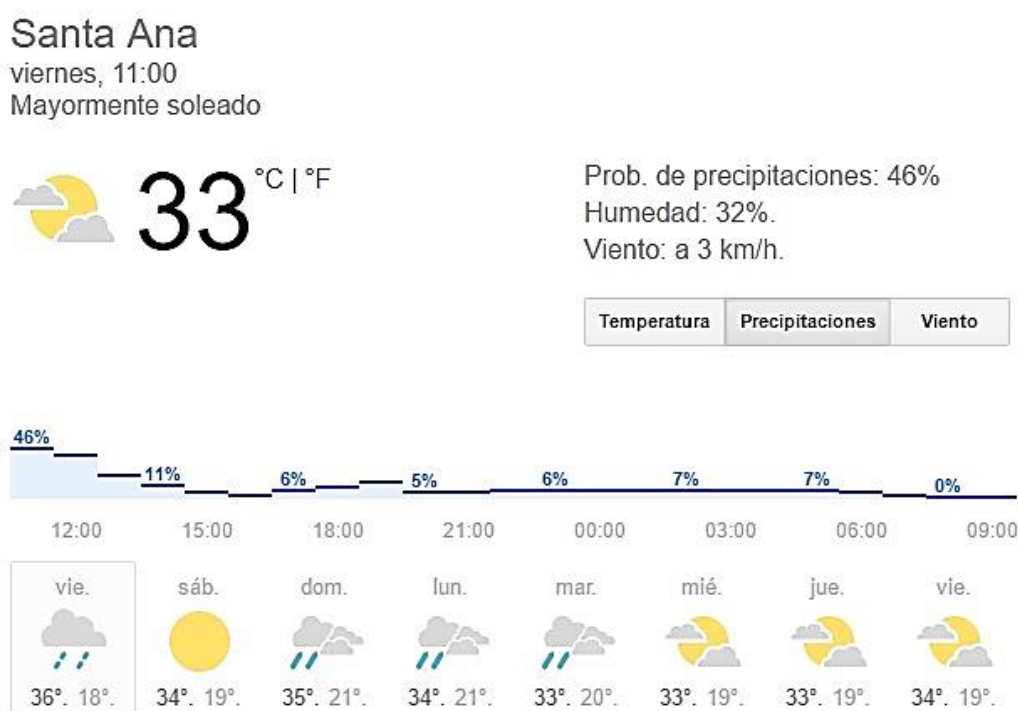 Santa Ana
viernes, 11:00
Mayormente soleado
33 °C | °F
Prob. de precipitaciones: 46%
Humedad: 32%.
Viento: a 3 km/h.
Temperatura Precipitaciones Viento
46% 11% 6% 5% 6% 7% 7% 0%
12:00 15:00 18:00 21:00 00:00 03:00 06:00 09:00
vie. sáb. dom. lun. mar. mié. jue. vie.
36°. 18°. 34°. 19°. 35°. 21°. 34°. 21°. 33°. 20°. 33°. 19°. 33°. 19°. 34°. 19°.